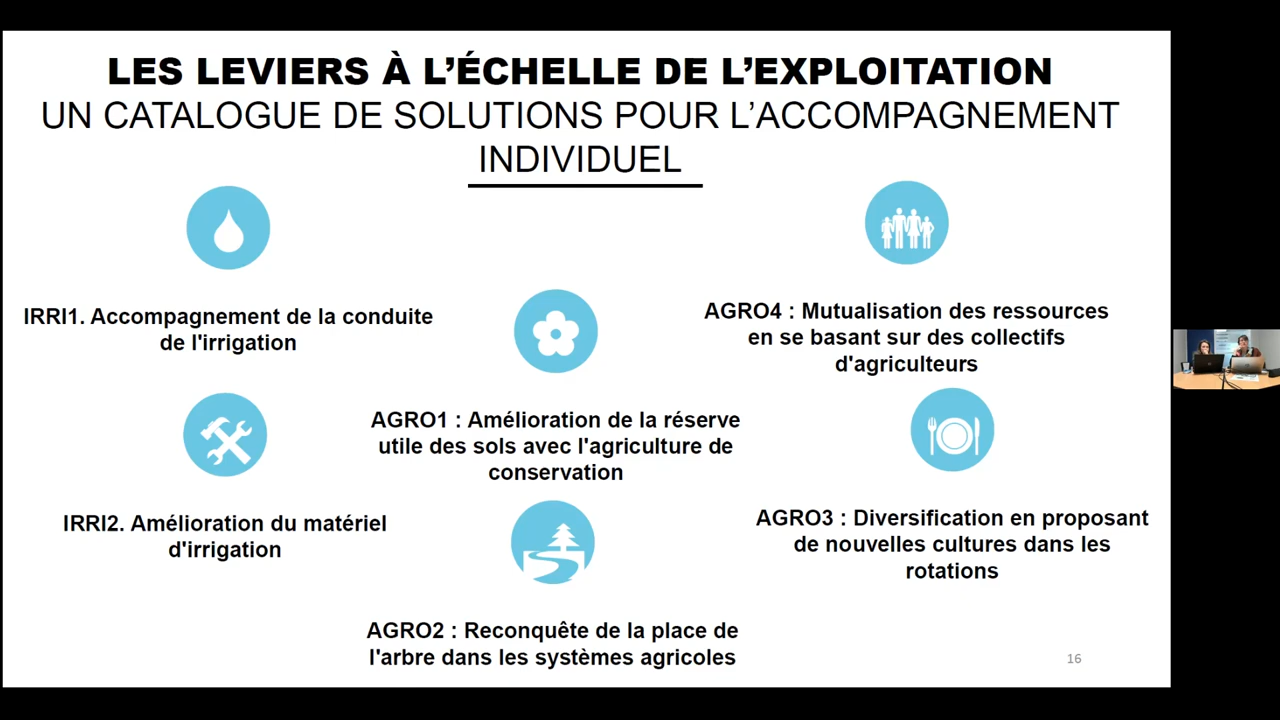 LES LEVIERS À L’ÉCHELLE DE L’EXPLOITATION
UN CATALOGUE DE SOLUTIONS POUR L’ACCOMPAGNEMENT
INDIVIDUEL
IRRI1. Accompagnement de la conduite
de l'irrigation
IRRI2. Amélioration du matériel
d'irrigation
AGRO1 : Amélioration de la réserve
utile des sols avec l'agriculture de
conservation
AGRO2 : Reconquête de la place de
l'arbre dans les systèmes agricoles
AGRO4 : Mutualisation des ressources
en se basant sur des collectifs
d'agriculteurs
AGRO3 : Diversification en proposant
de nouvelles cultures dans les
rotations
16